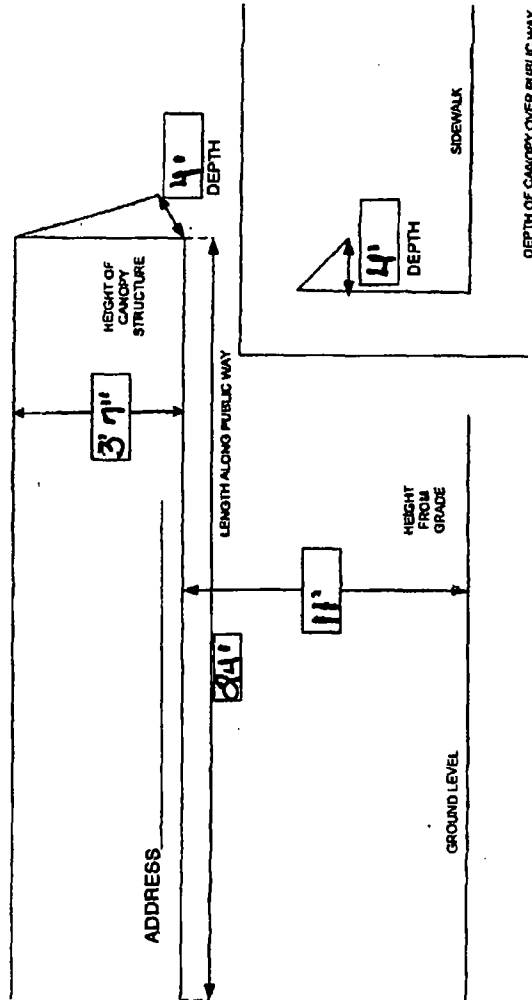 ADDRESS
3' 7"
HEIGHT OF
CANOPY
STRUCTURE
4'
DEPTH
LENGTH ALONG PUBLIC WAY
11'
HEIGHT
FROM
GRADE
GROUND LEVEL
4'
DEPTH
SIDEWALK
DEPTH OF CANOPY OVER PUBLIC WAY